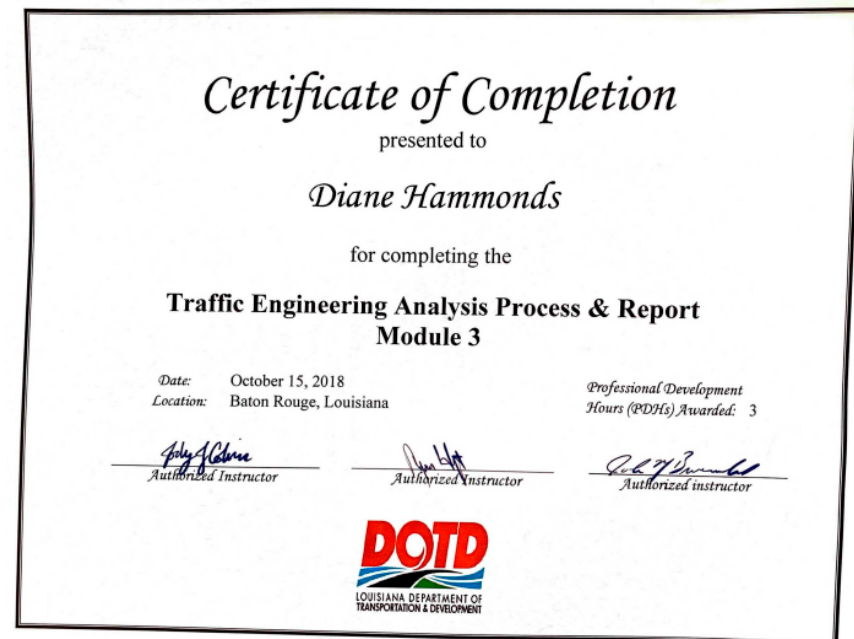 Certificate of Completion
presented to
Diane Hammonds
for completing the
Traffic Engineering Analysis Process & Report
Module 3
Date: October 15, 2018
Location: Baton Rouge, Louisiana
Professional Development
Hours (PDHs) Awarded: 3
Authorized Instructor
Authorized Instructor
Authorized instructor
DOTD
LOUISIANA DEPARTMENT OF
TRANSPORTATION & DEVELOPMENT